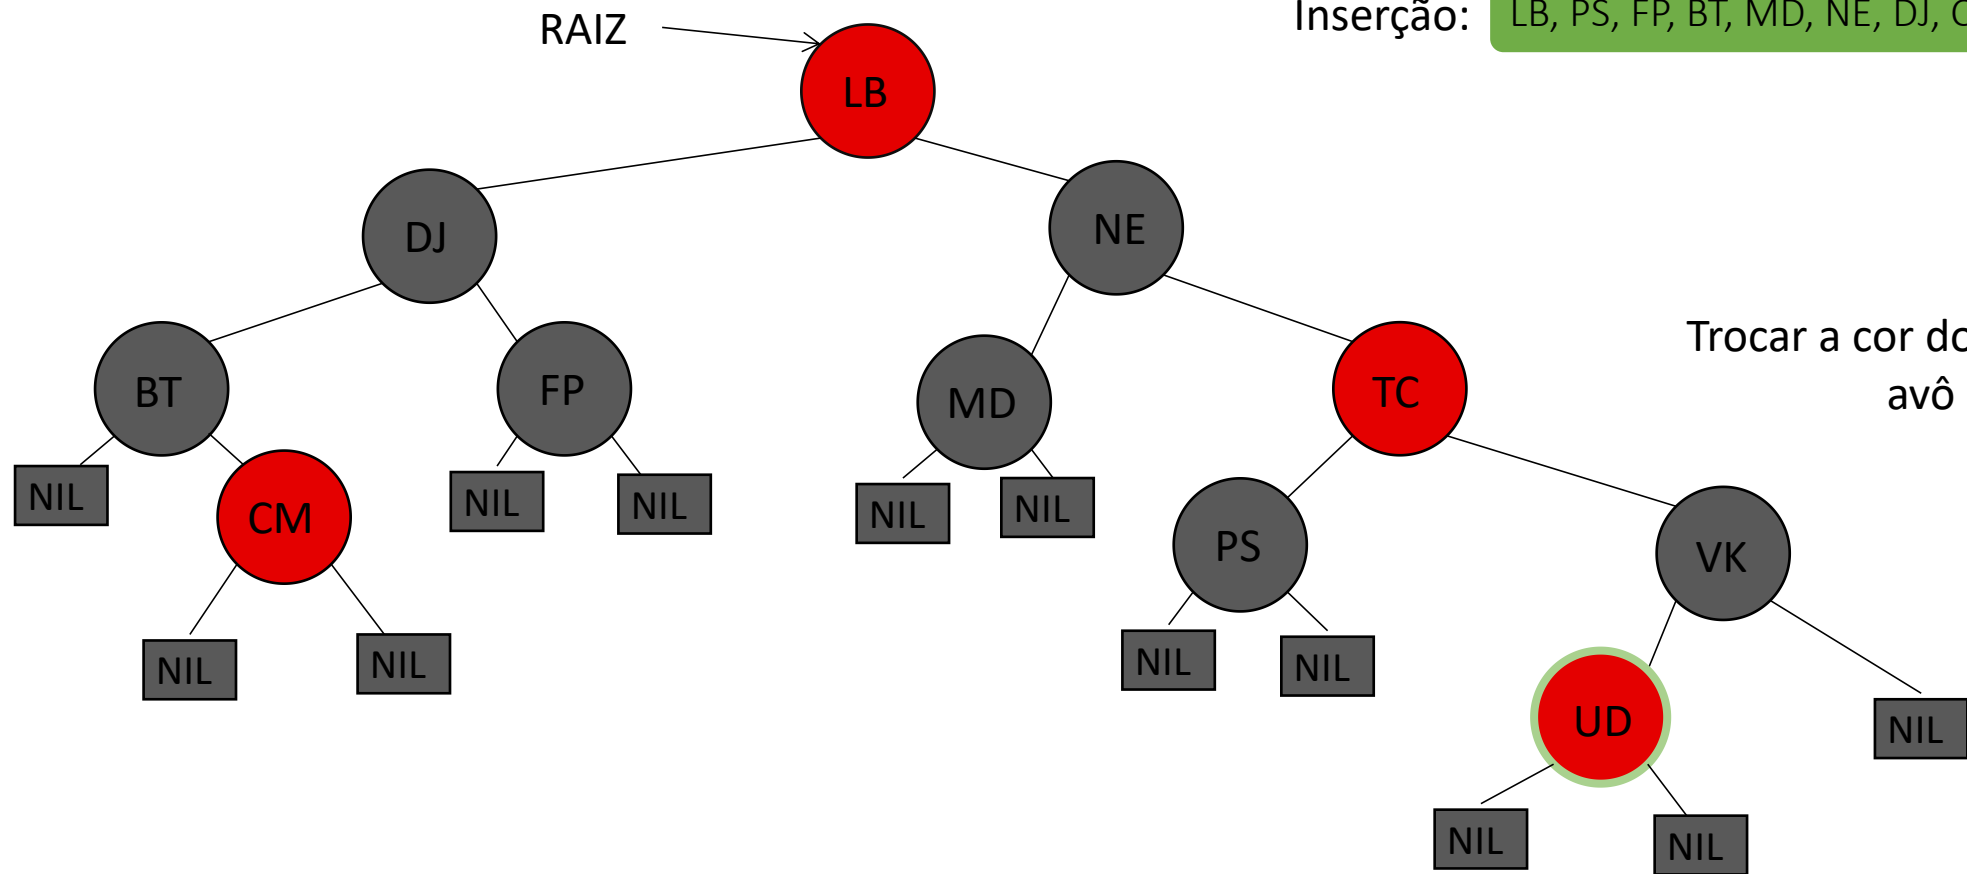 RAIZ
Inserção:
LB, PS, FP, BT, MD, NE, DJ,
LB
DJ
NE
BT
FP
MD
TC
Trocar a cor do
avô
NIL
CM
NIL
NIL
NIL
NIL
PS
VK
NIL
NIL
NIL
NIL
UD
NIL
NIL
NIL